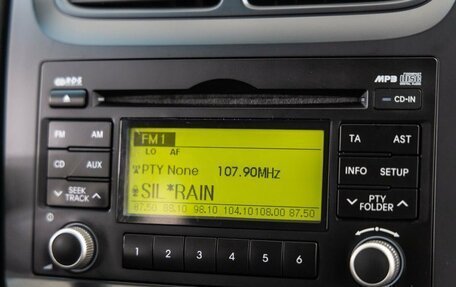 RDS
MP3 disc
CD-IN
FM AM
CD AUX
SEEK
TRACK
FM1
LO AF
PTY None 107.90MHz
SIL *RAIN
87.50 88.10 98.10 104.10 108.00 87.50
TA AST
INFO SETUP
PTY
FOLDER
1 2 3 4 5 6